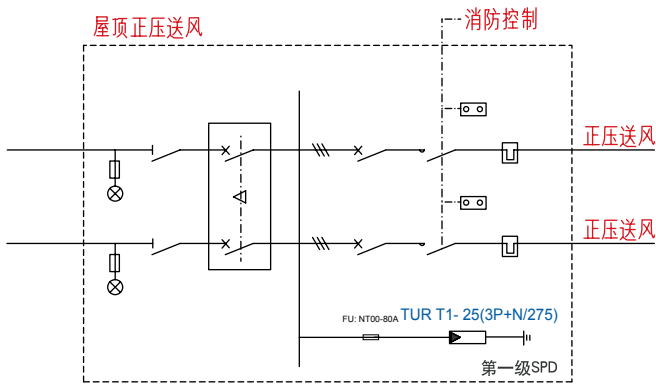 屋顶正压送风
消防控制
正压送风
正压送风
FU: NT00-80A TUR T1- 25(3P+N/275)
第一级SPD